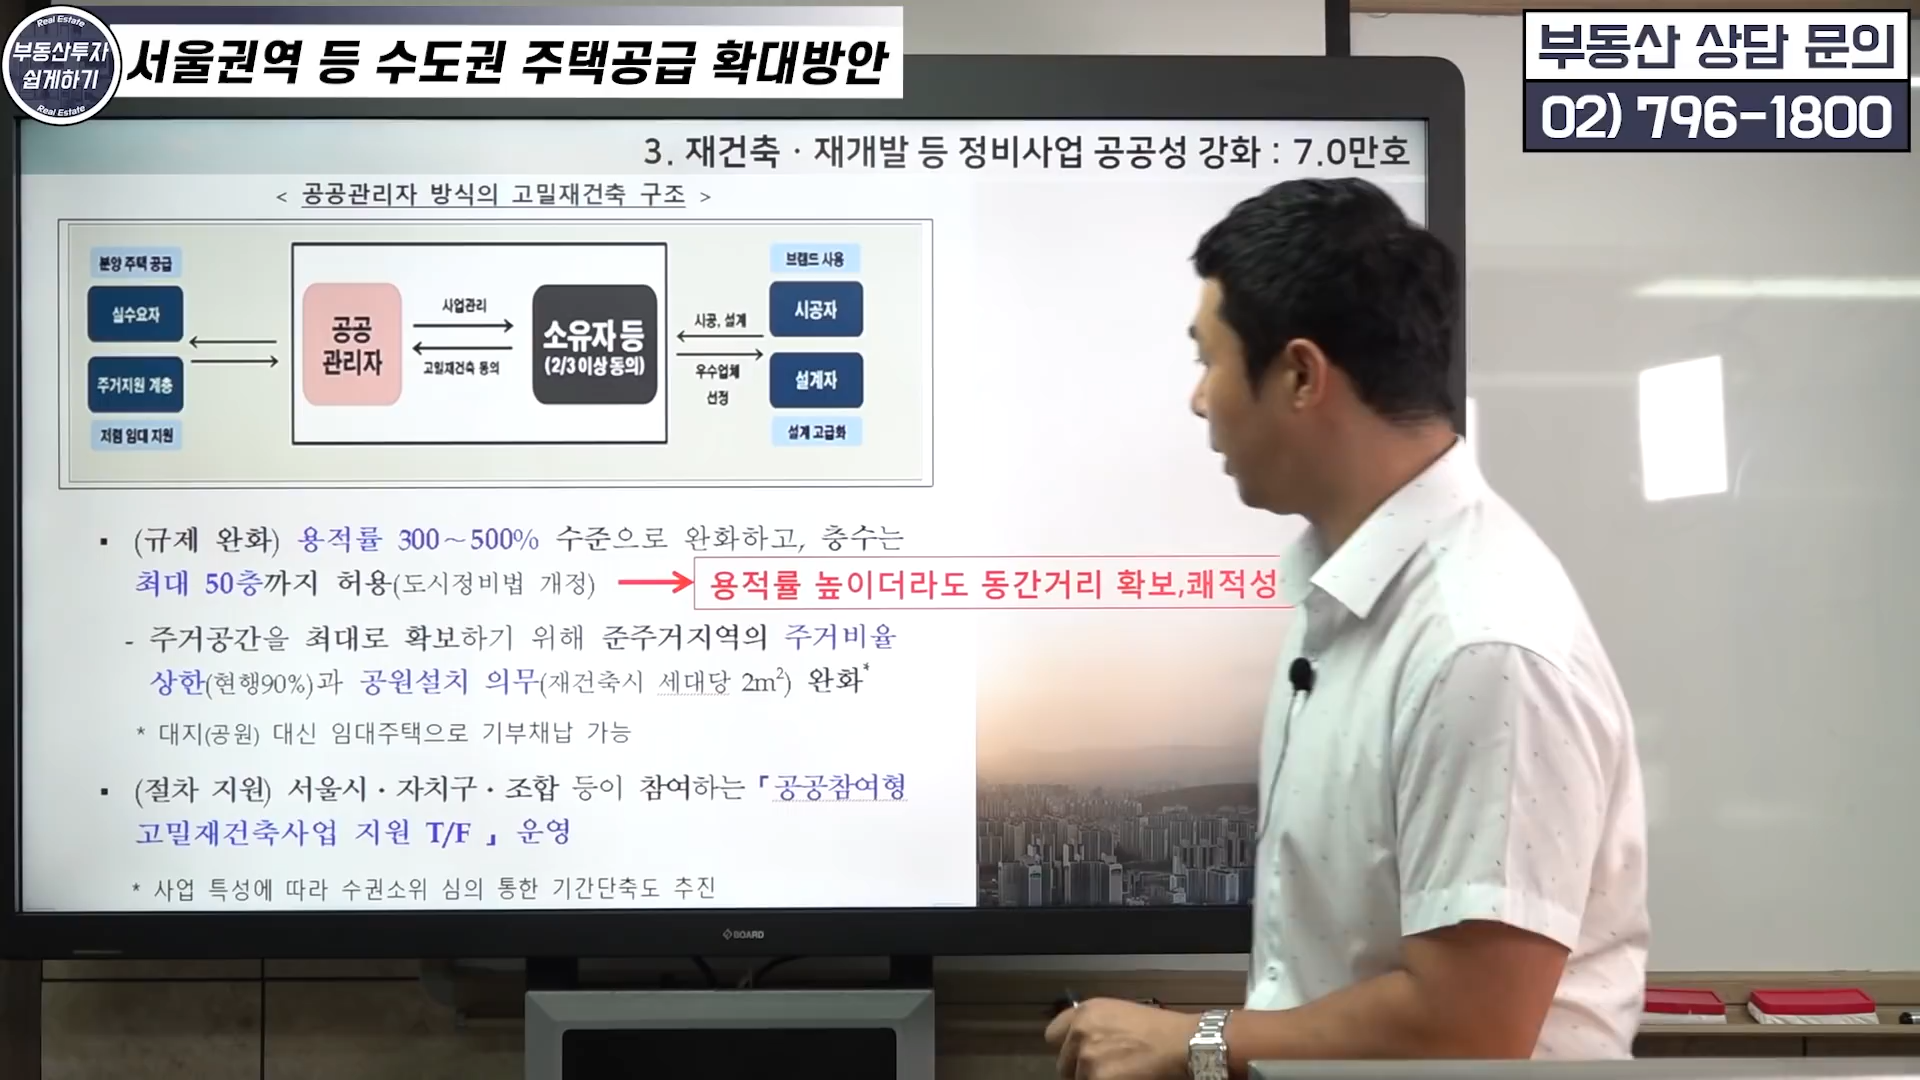 Real Estate
부동산투자
쉽게하기
Real Estate
서울권역 등 수도권 주택공급 확대방안
부동산 상담 문의
02) 796-1800
3. 재건축 · 재개발 등 정비사업 공공성 강화 : 7.0만호
< 공공관리자 방식의 고밀재건축 구조 >
분양 주택 공급
실수요자
주거지원 계층
저렴 임대 지원
공공
관리자
사업관리
고밀재건축 동의
소유자 등
(2/3 이상 동의)
시공, 설계
우수업체
선정
브랜드 사용
시공자
설계자
설계 고급화
▪ (규제 완화) 용적률 300~500% 수준으로 완화하고, 층수는
최대 50층까지 허용(도시정비법 개정)
용적률 높이더라도 동간거리 확보,쾌적성
- 주거공간을 최대로 확보하기 위해 준주거지역의 주거비율
상한(현행90%)과 공원설치 의무(재건축시 세대당 2m²) 완화*
* 대지(공원) 대신 임대주택으로 기부채납 가능
▪ (절차 지원) 서울시·자치구·조합 등이 참여하는 「공공참여형
고밀재건축사업 지원 T/F」 운영
* 사업 특성에 따라 수권소위 심의 통한 기간단축도 추진
BOARD